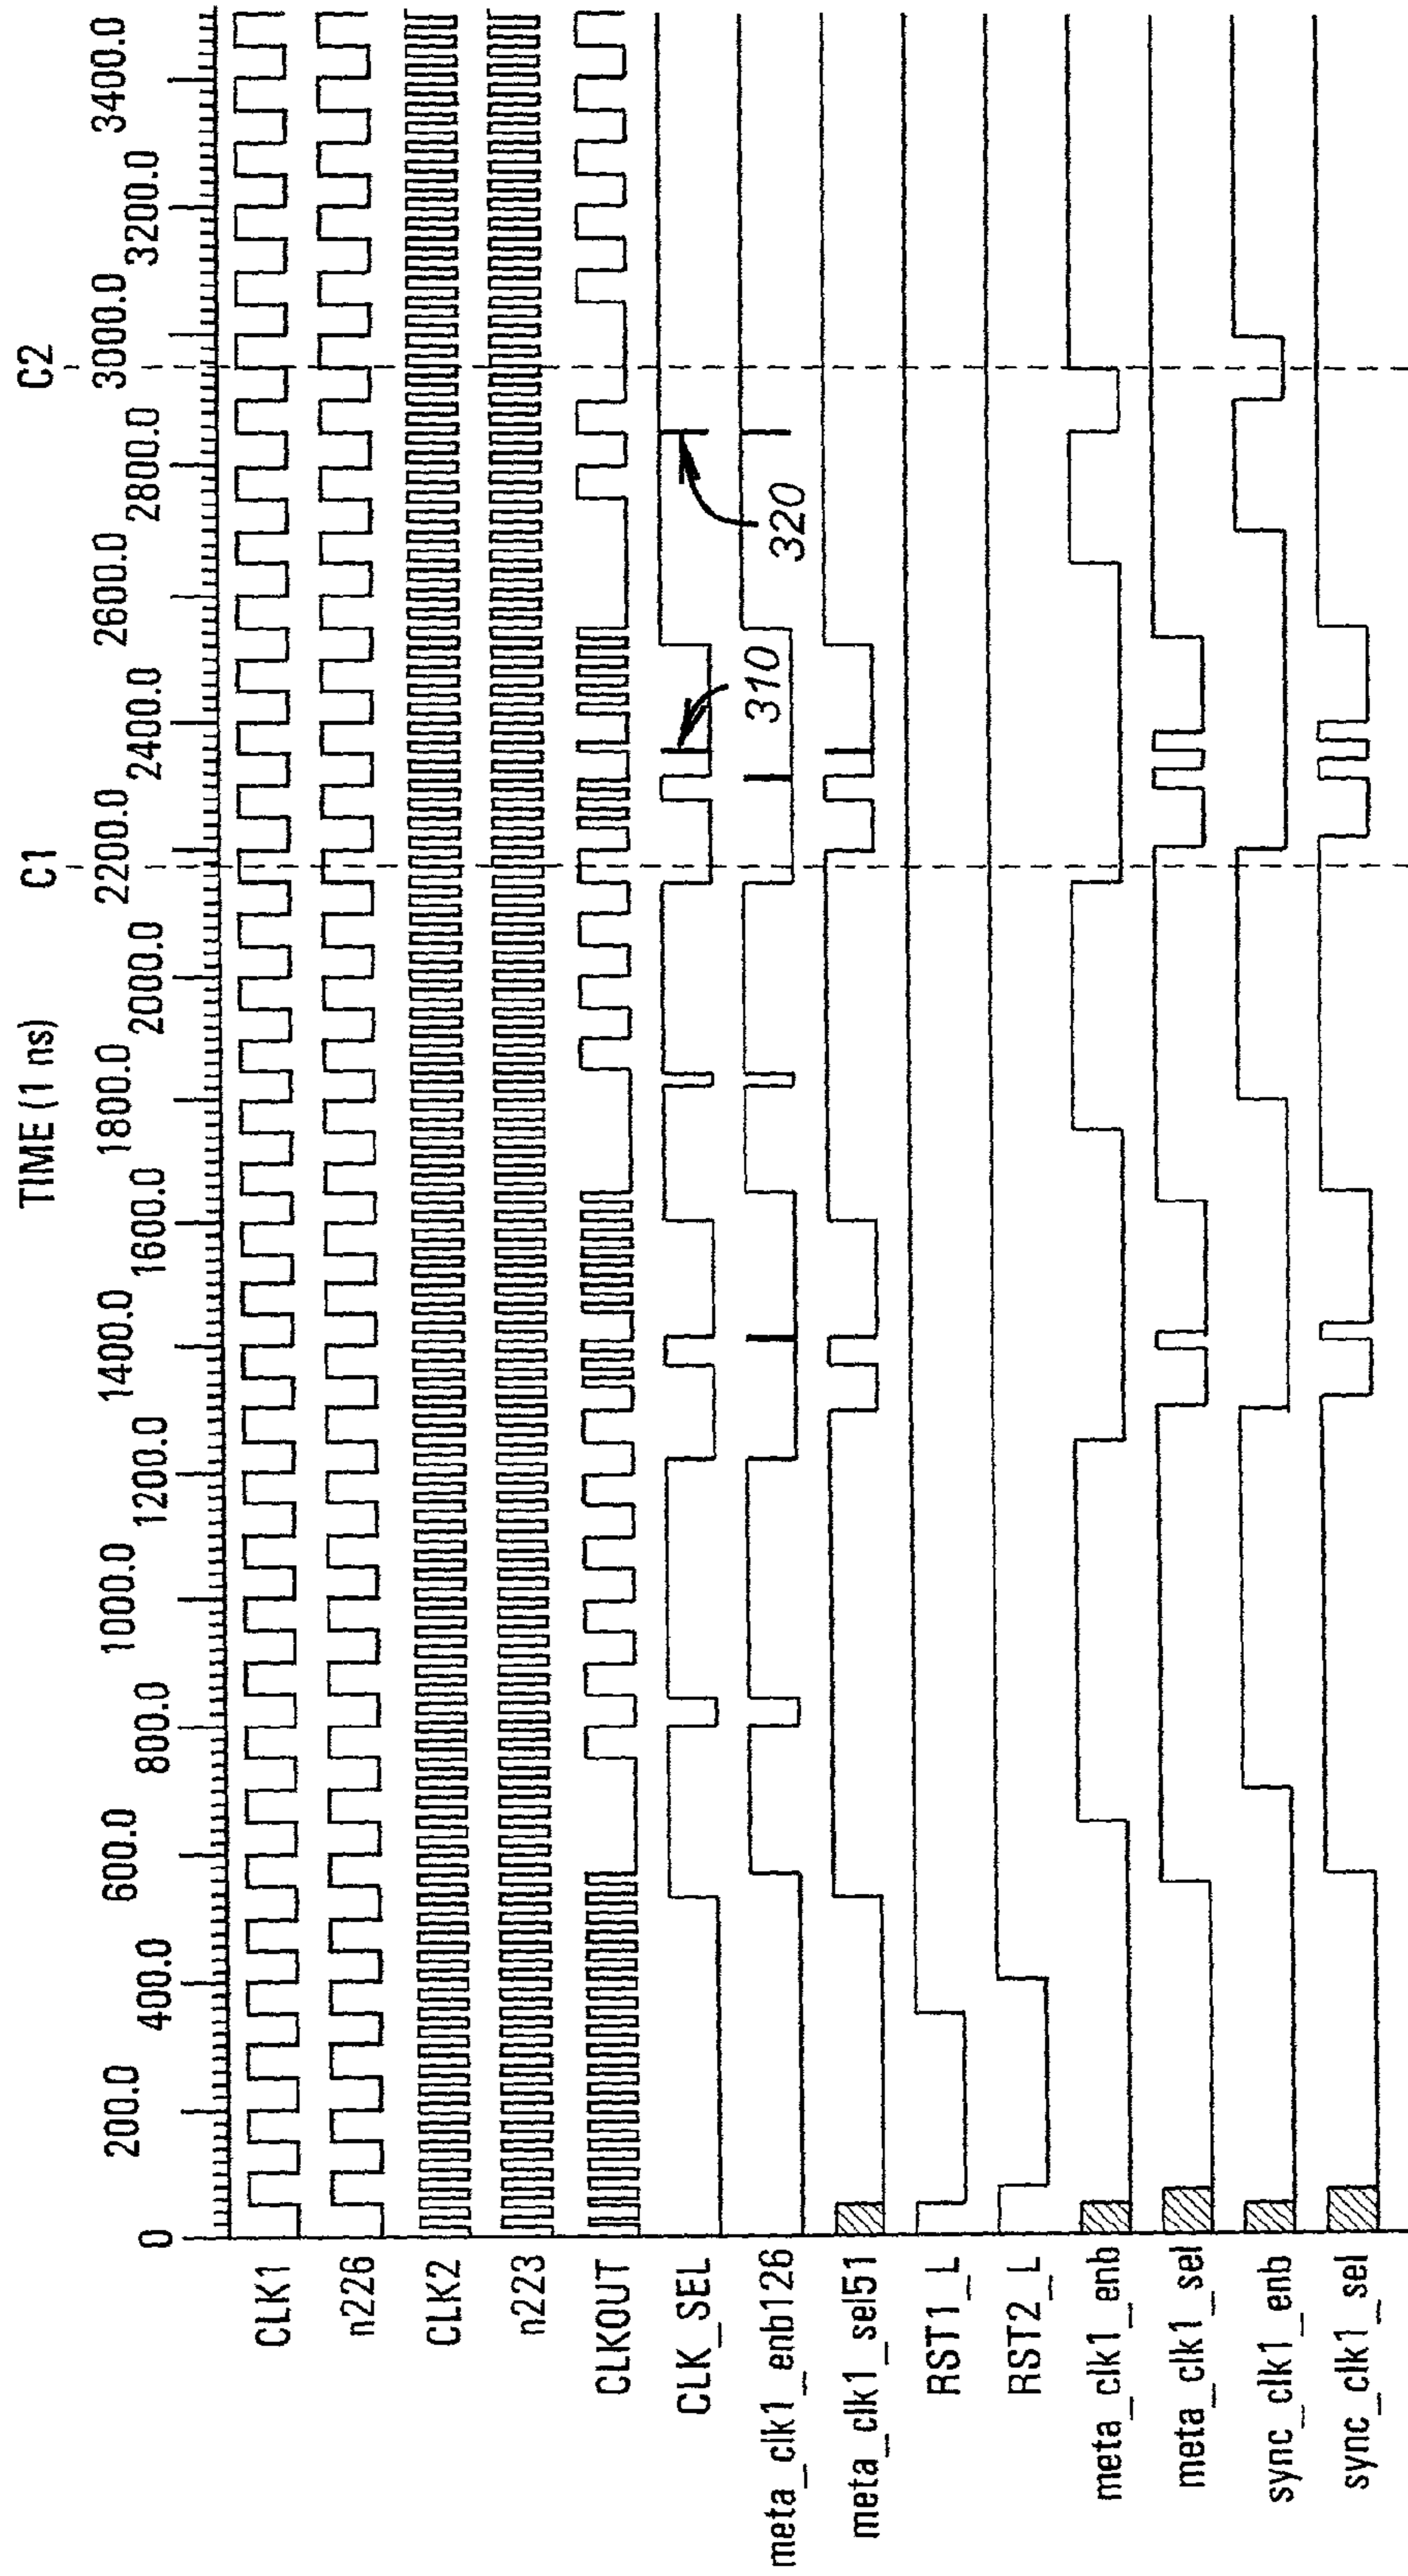 TIME (1 ns)
C1
C2
0
200.0
400.0
600.0
800.0
1000.0
1200.0
1400.0
1600.0
1800.0
2000.0
2200.0
2400.0
2600.0
2800.0
3000.0
3200.0
3400.0
CLK1
n226
CLK2
n223
CLKOUT
CLK_SEL
310
320
meta_clk1_enb126
meta_clk1_sel51
RST1_L
RST2_L
meta_clk1_enb
meta_clk1_sel
sync_clk1_enb
sync_clk1_sel